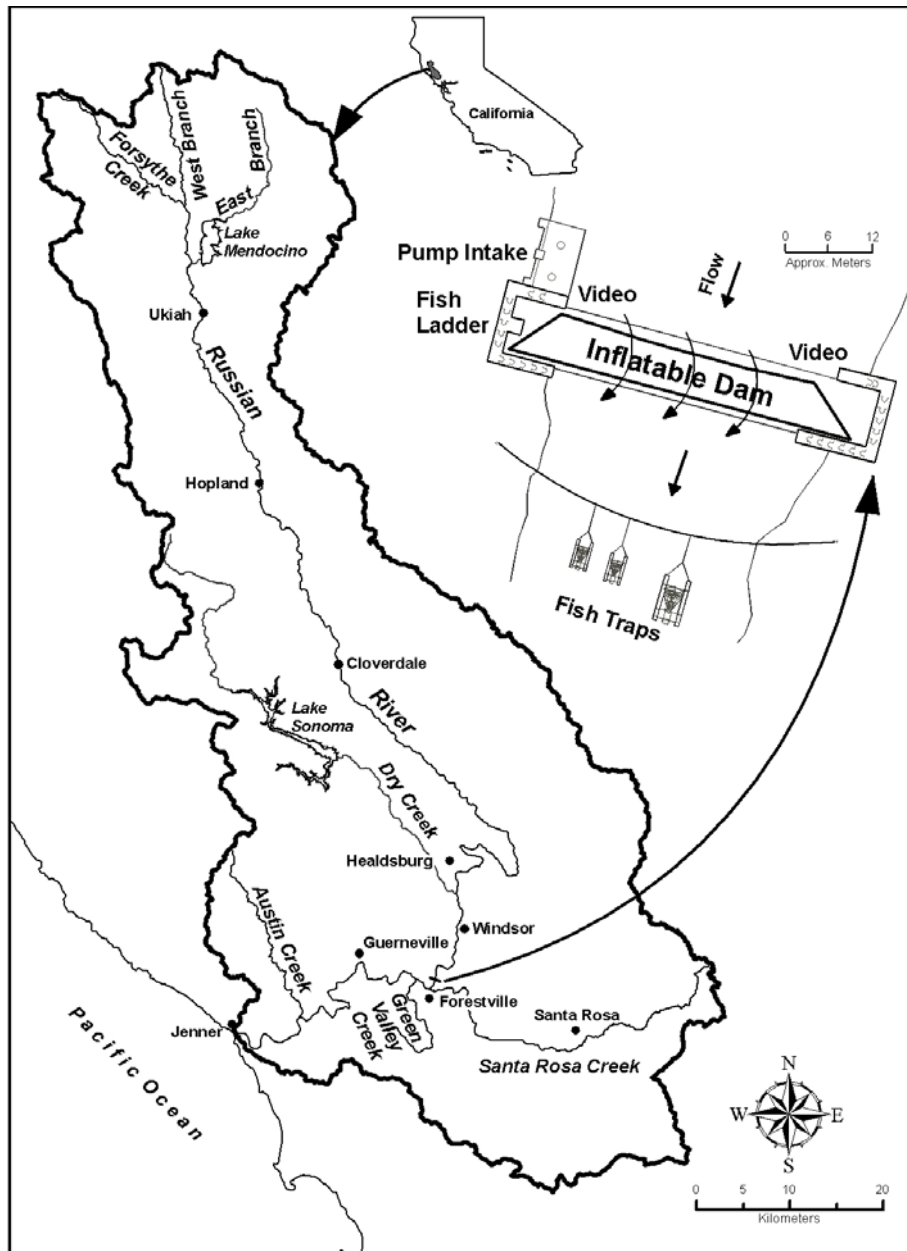 California
Forsythe
Creek
West Branch
East
Branch
Lake
Mendocino
Ukiah
Russian
Hopland
Cloverdale
River
Lake
Sonoma
Dry Creek
Healdsburg
Windsor
Austin Creek
Guerneville
Forestville
Green
Valley
Creek
Santa Rosa
Santa Rosa Creek
Jenner
Pacific Ocean
Pump Intake
Fish
Ladder
Video
Flow
0 6 12
Approx. Meters
Video
Inflatable Dam
Fish Traps
N
W
E
S
0 5 10 20
Kilometers